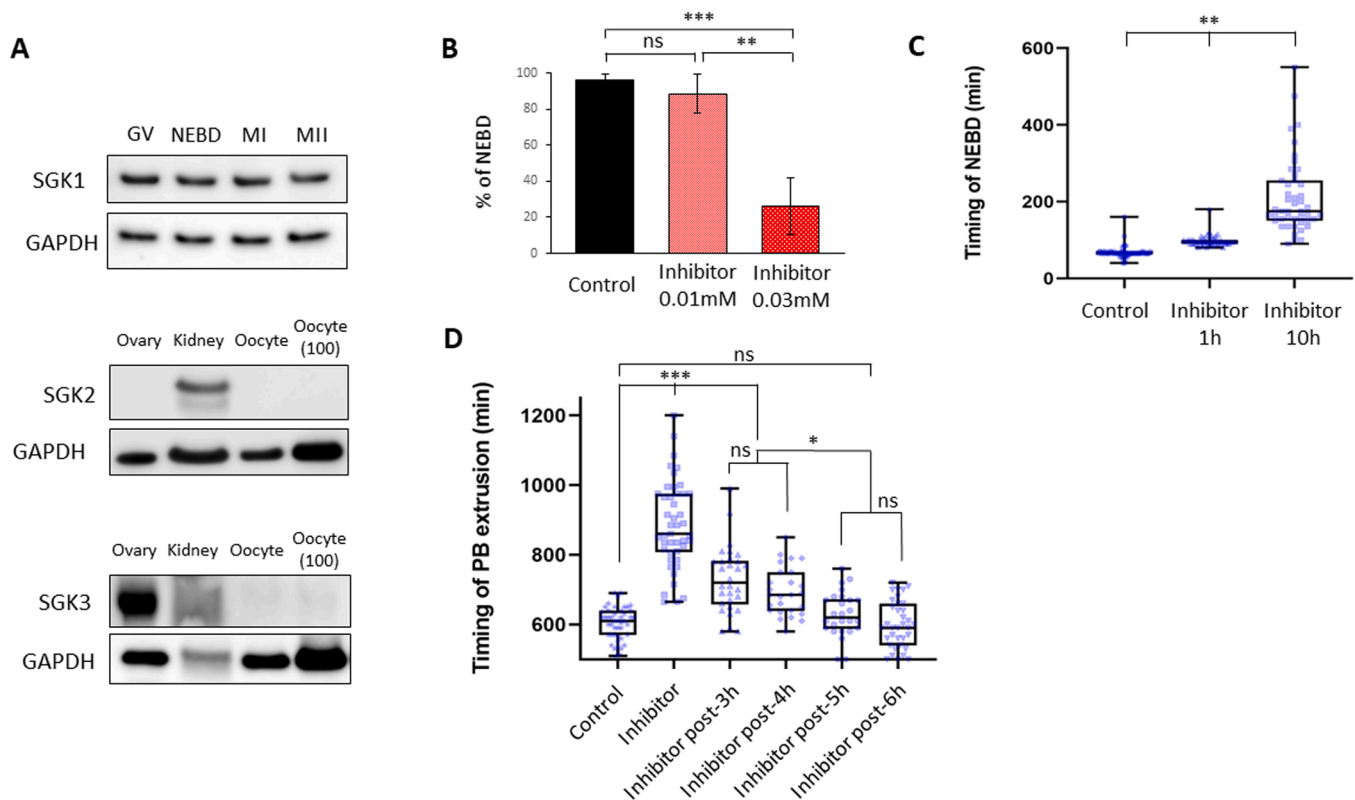 A
GV NEBD MI MII
SGK1
GAPDH
Ovary Kidney Oocyte Oocyte
(100)
SGK2
GAPDH
Ovary Kidney Oocyte Oocyte
(100)
SGK3
GAPDH
B
***
ns **
% of NEBD
100
80
60
40
20
0
Control Inhibitor Inhibitor
0.01mM 0.03mM
C
**
Timing of NEBD (min)
600
400
200
0
Control Inhibitor Inhibitor
1h 10h
D
ns
***
*
ns
ns
Timing of PB extrusion (min)
1200
1000
800
600
Control
Inhibitor
Inhibitor post-3h
Inhibitor post-4h
Inhibitor post-5h
Inhibitor post-6h